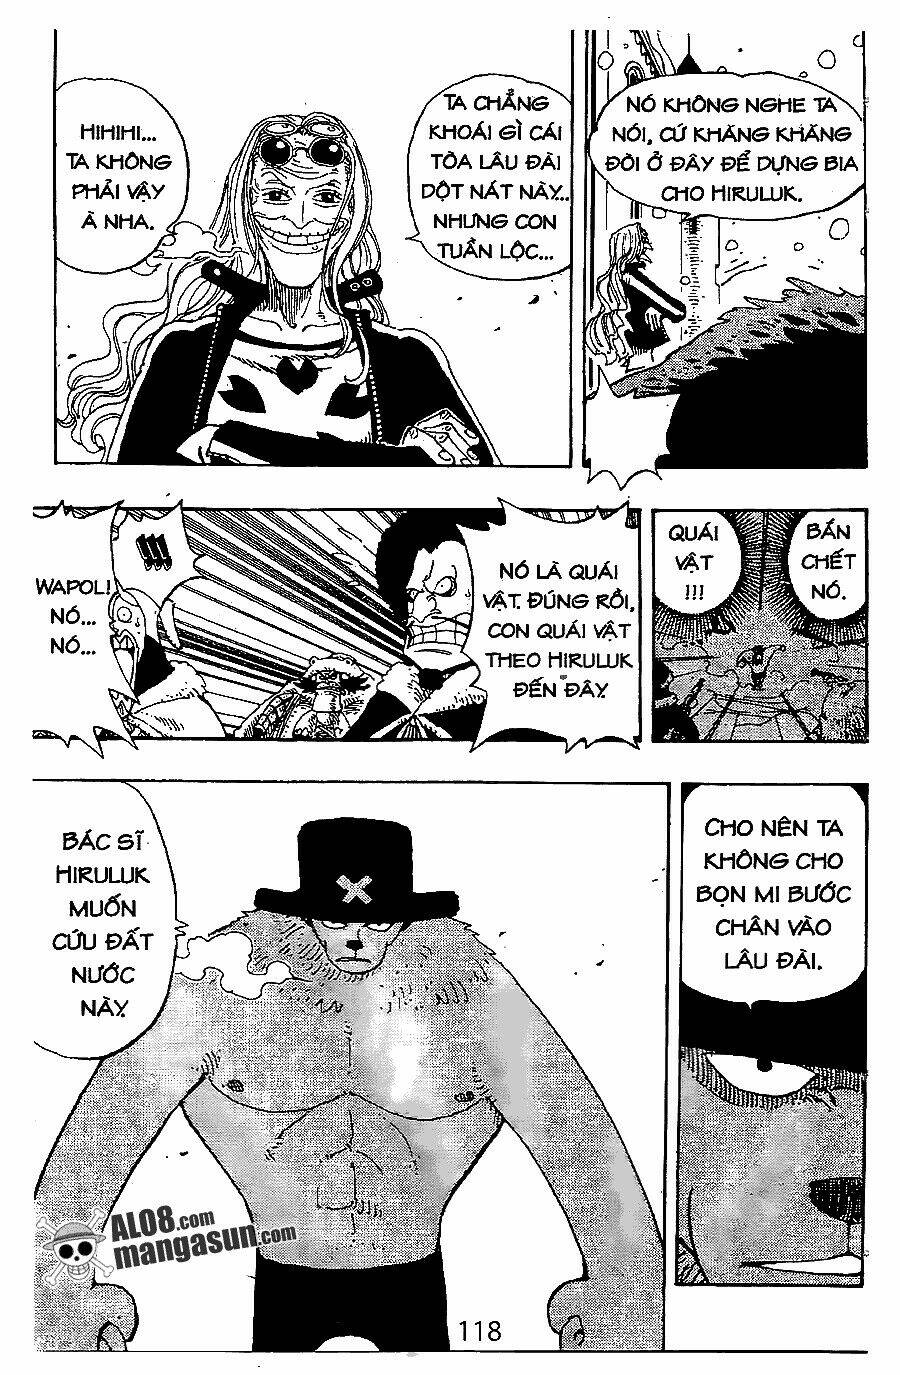 HIHIHI...
TA KHÔNG
PHẢI VẬY
À NHA.
TA CHẲNG
KHOÁI GÌ CÁI
TÒA LÂU ĐÀI
DỘT NÁT NÀY...
NHƯNG CON
TUẦN LỘC...
NÓ KHÔNG NGHE TA
NÓI, CỨ KHĂNG KHĂNG
ĐÒI Ở ĐÂY ĐỂ DỰNG BIA
CHO HIRULUK.
!!!
WAPOL!
NÓ...
NÓ...
NÓ LÀ QUÁI
VẬT. ĐÚNG RỒI,
CON QUÁI VẬT
THEO HIRULUK
ĐẾN ĐÂY.
QUÁI
VẬT
!!!
BẮN
CHẾT
NÓ.
BÁC SĨ
HIRULUK
MUỐN
CỨU ĐẤT
NƯỚC
NÀY.
CHO NÊN TA
KHÔNG CHO
BỌN MI BƯỚC
CHÂN VÀO
LÂU ĐÀI.
AL08.com
mangasun.com
118